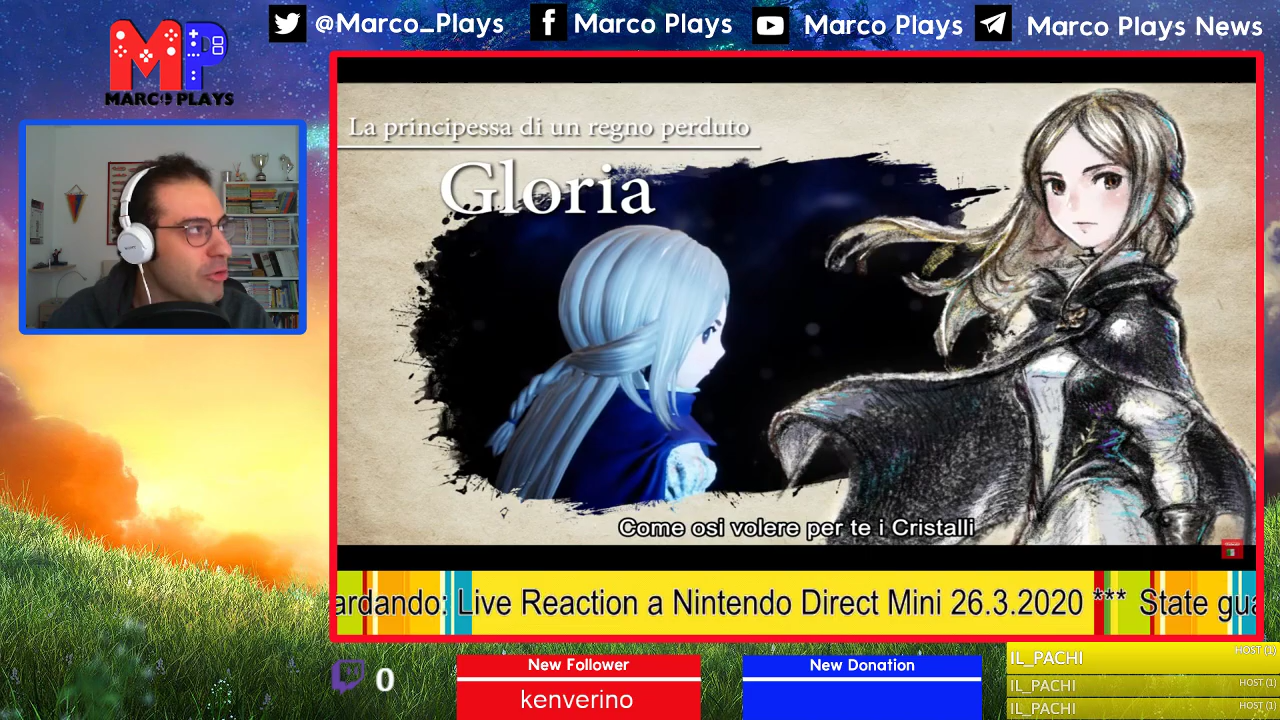 @Marco_Plays
Marco Plays
Marco Plays
Marco Plays News
MP
MARCO PLAYS
La principessa di un regno perduto
Gloria
Come osi volere per te i Cristalli
ardando: Live Reaction a Nintendo Direct Mini 26.3.2020 *** State gua
0
New Follower
kenverino
New Donation
IL_PACHI
HOST (1)
IL_PACHI
HOST (1)
IL_PACHI
HOST (1)